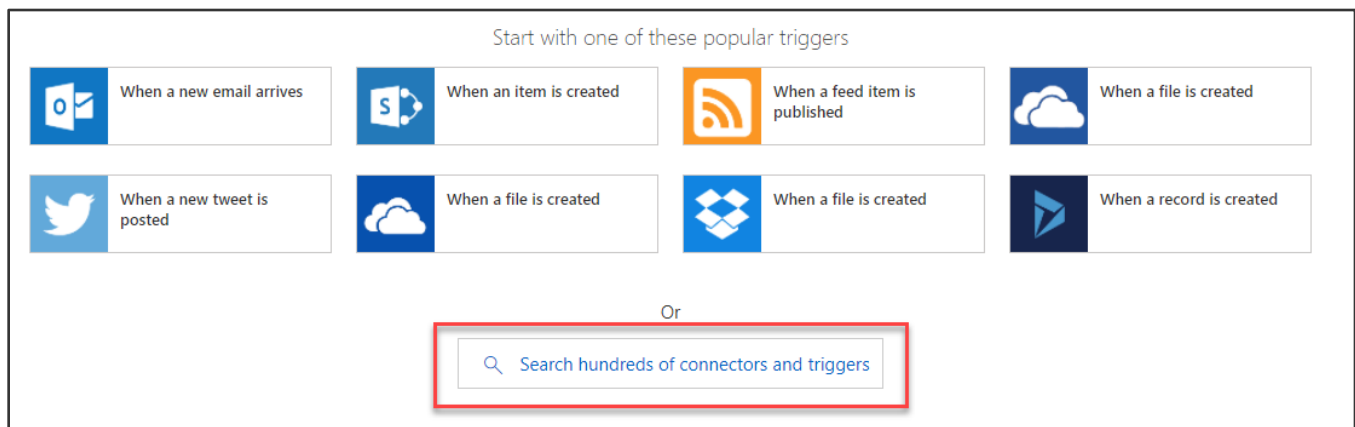 Start with one of these popular triggers
When a new email arrives
When an item is created
When a feed item is
published
When a file is created
When a new tweet is
posted
When a file is created
When a file is created
When a record is created
Or
Search hundreds of connectors and triggers